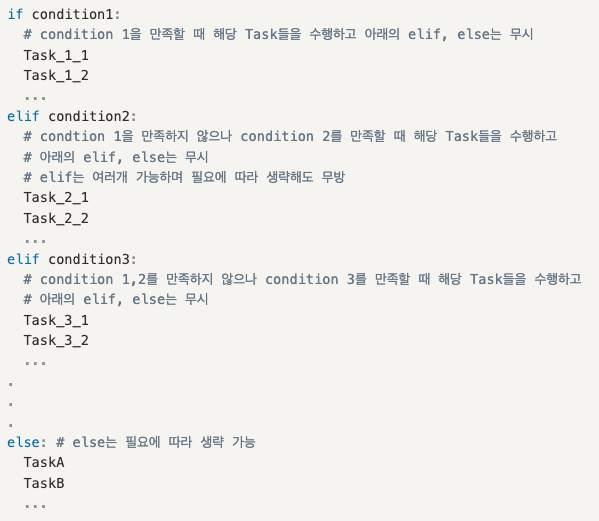 if condition1:
  # condition 1을 만족할 때 해당 Task들을 수행하고 아래의 elif, else는 무시
  Task_1_1
  Task_1_2
  ...
elif condition2:
  # condtion 1을 만족하지 않으나 condition 2를 만족할 때 해당 Task들을 수행하고
  # 아래의 elif, else는 무시
  # elif는 여러개 가능하며 필요에 따라 생략해도 무방
  Task_2_1
  Task_2_2
  ...
elif condition3:
  # condition 1,2를 만족하지 않으나 condition 3를 만족할 때 해당 Task들을 수행하고
  # 아래의 elif, else는 무시
  Task_3_1
  Task_3_2
  ...
.
.
.
else: # else는 필요에 따라 생략 가능
  TaskA
  TaskB
  ...